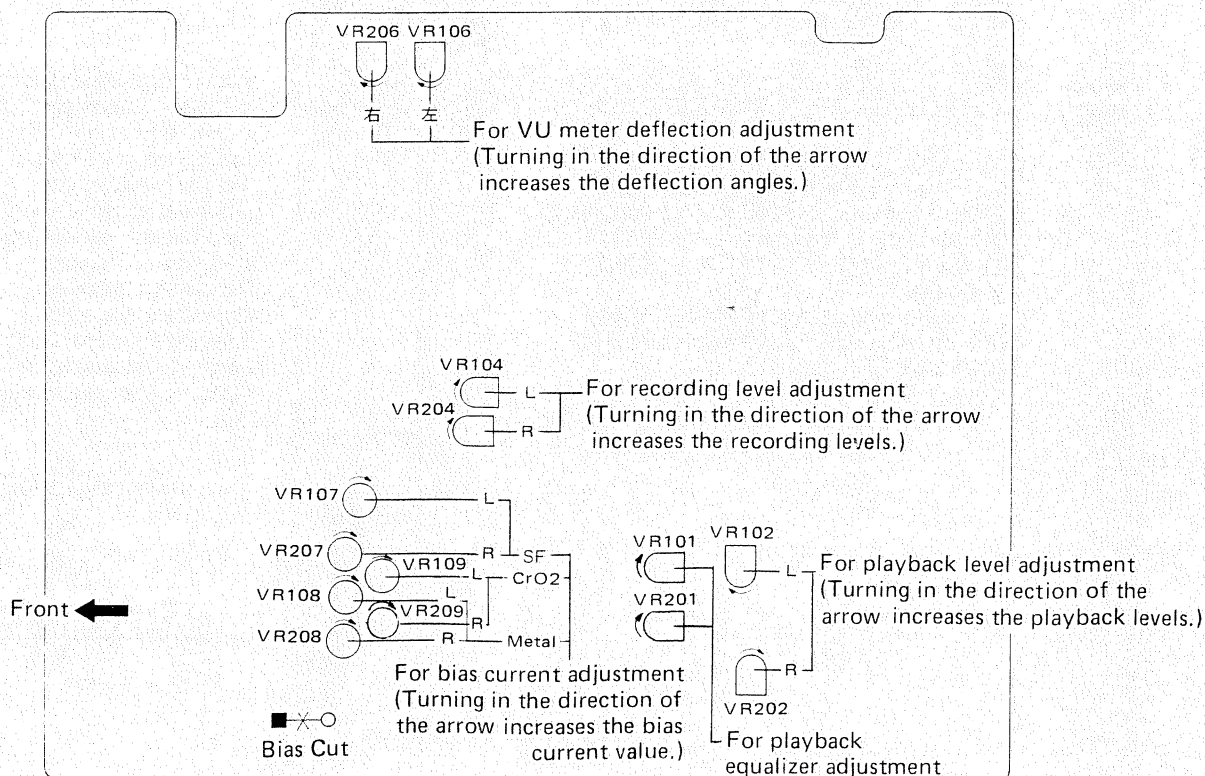 VR206 VR106
右 左
For VU meter deflection adjustment
(Turning in the direction of the arrow
increases the deflection angles.)
VR104
L
VR204
R
For recording level adjustment
(Turning in the direction of the arrow
increases the recording levels.)
VR107
L
VR207
R
SF
VR109
L
CrO2
VR108
L
VR209
R
VR208
R
Metal
For bias current adjustment
(Turning in the direction of
the arrow increases the bias
current value.)
Front
Bias Cut
VR101
VR201
VR102
L
R
VR202
For playback level adjustment
(Turning in the direction of the
arrow increases the playback levels.)
For playback
equalizer adjustment